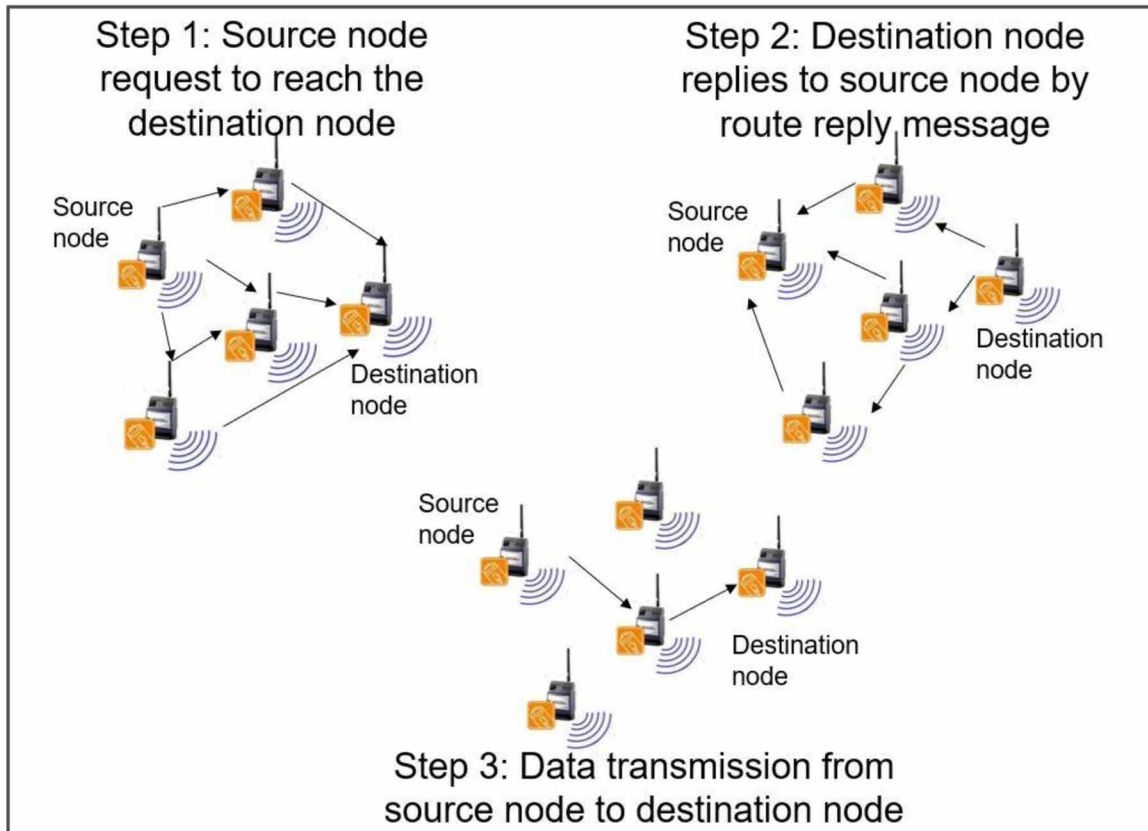 Step 1: Source node
request to reach the
destination node
Source
node
Destination
node
Step 2: Destination node
replies to source node by
route reply message
Source
node
Destination
node
Source
node
Destination
node
Step 3: Data transmission from
source node to destination node